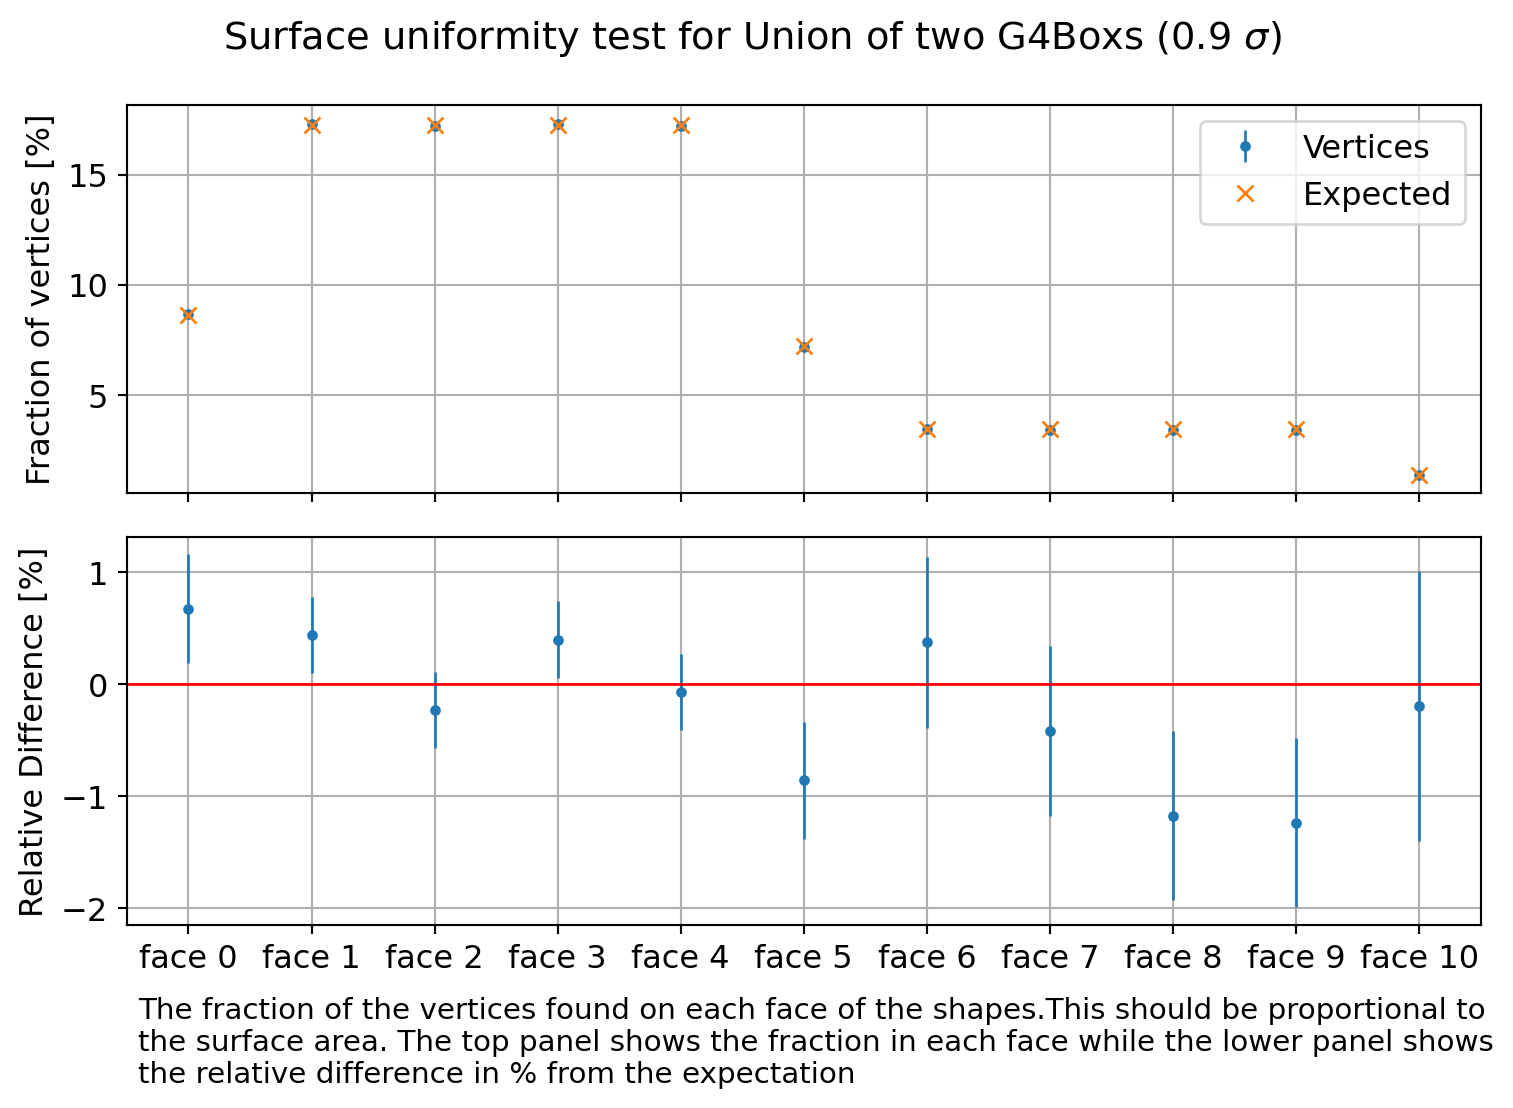 Surface uniformity test for Union of two G4Boxs (0.9 σ)
Fraction of vertices [%]
15
10
5
Vertices
Expected
Relative Difference [%]
1
0
−1
−2
face 0 face 1 face 2 face 3 face 4 face 5 face 6 face 7 face 8 face 9 face 10
The fraction of the vertices found on each face of the shapes.This should be proportional to
the surface area. The top panel shows the fraction in each face while the lower panel shows
the relative difference in % from the expectation